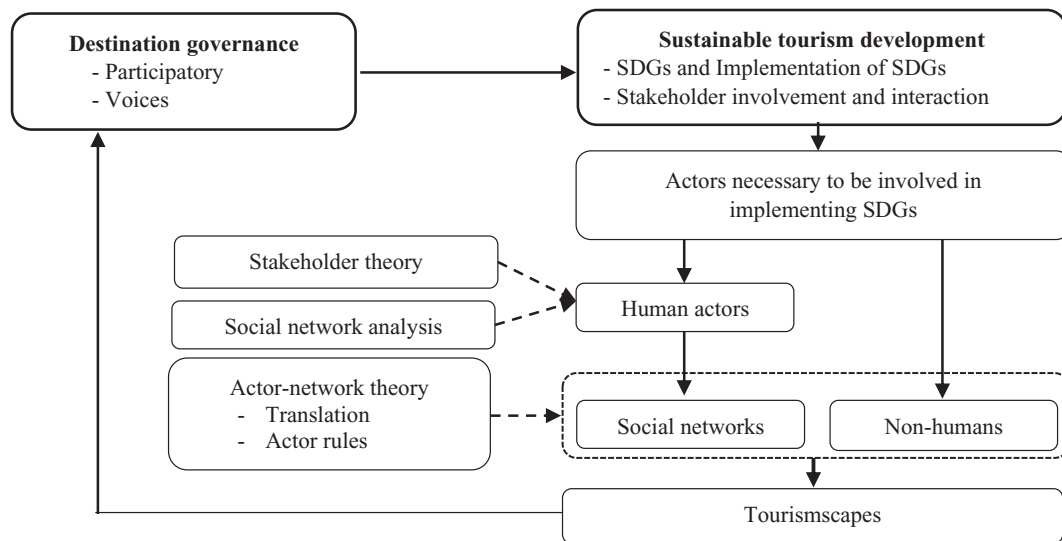 Destination governance
- Participatory
- Voices
Sustainable tourism development
- SDGs and Implementation of SDGs
- Stakeholder involvement and interaction
Actors necessary to be involved in
implementing SDGs
Stakeholder theory
Social network analysis
Human actors
Actor-network theory
- Translation
- Actor rules
Social networks
Non-humans
Tourismscapes